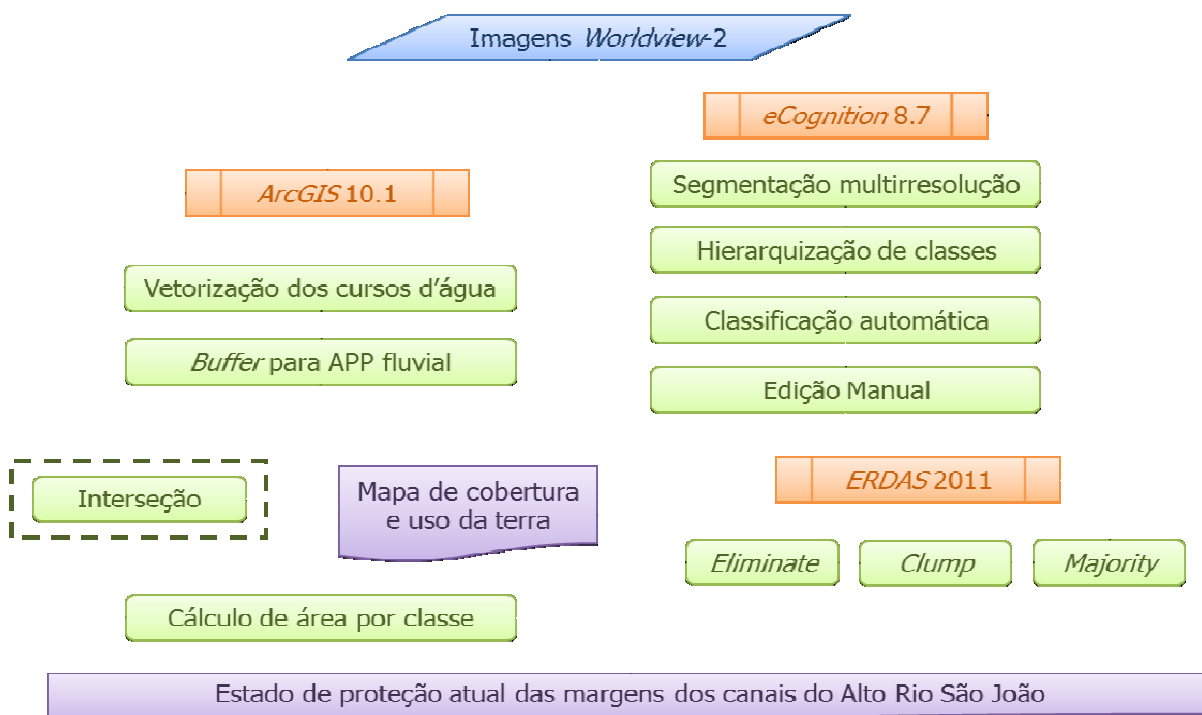 Imagens Worldview-2
eCognition 8.7
Segmentação multirresolução
Hierarquização de classes
Classificação automática
Edição Manual
ArcGIS 10.1
Vetorização dos cursos d'água
Buffer para APP fluvial
Interseção
Mapa de cobertura
e uso da terra
ERDAS 2011
Eliminate
Clump
Majority
Cálculo de área por classe
Estado de proteção atual das margens dos canais do Alto Rio São João